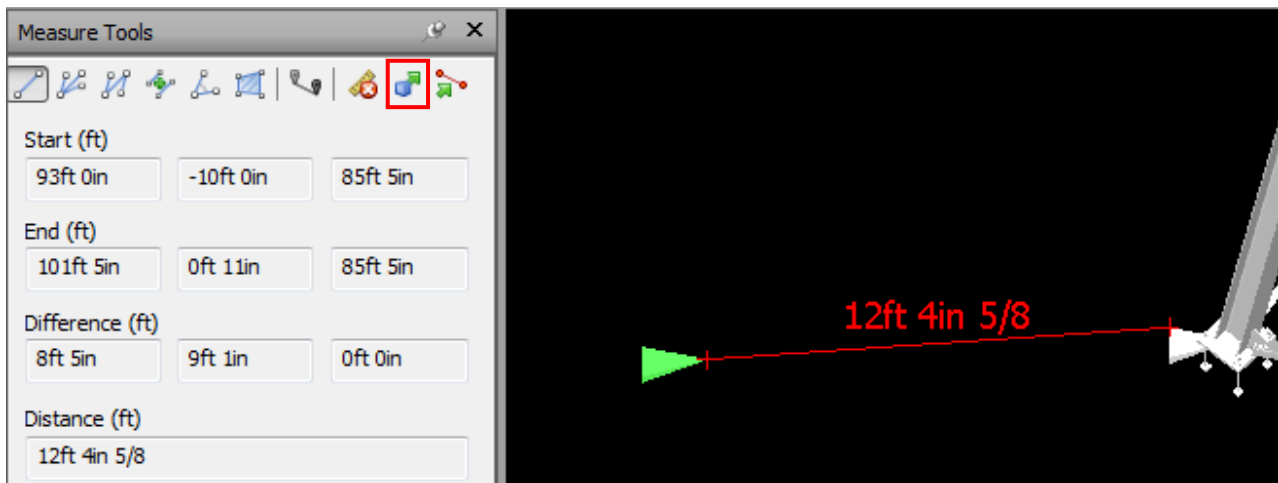 Measure Tools
Start (ft)
93ft 0in -10ft 0in 85ft 5in
End (ft)
101ft 5in 0ft 11in 85ft 5in
Difference (ft)
8ft 5in 9ft 1in 0ft 0in
Distance (ft)
12ft 4in 5/8
12ft 4in 5/8